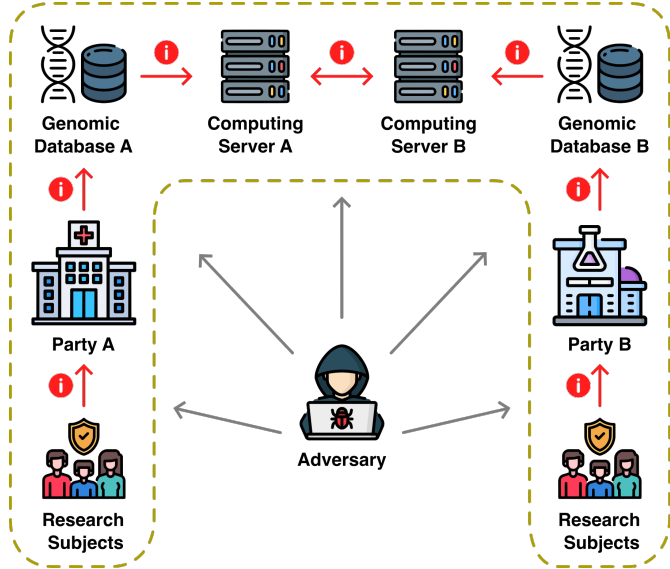 Genomic
Database A
Computing
Server A
Computing
Server B
Genomic
Database B
Party A
Party B
Adversary
Research
Subjects
Research
Subjects